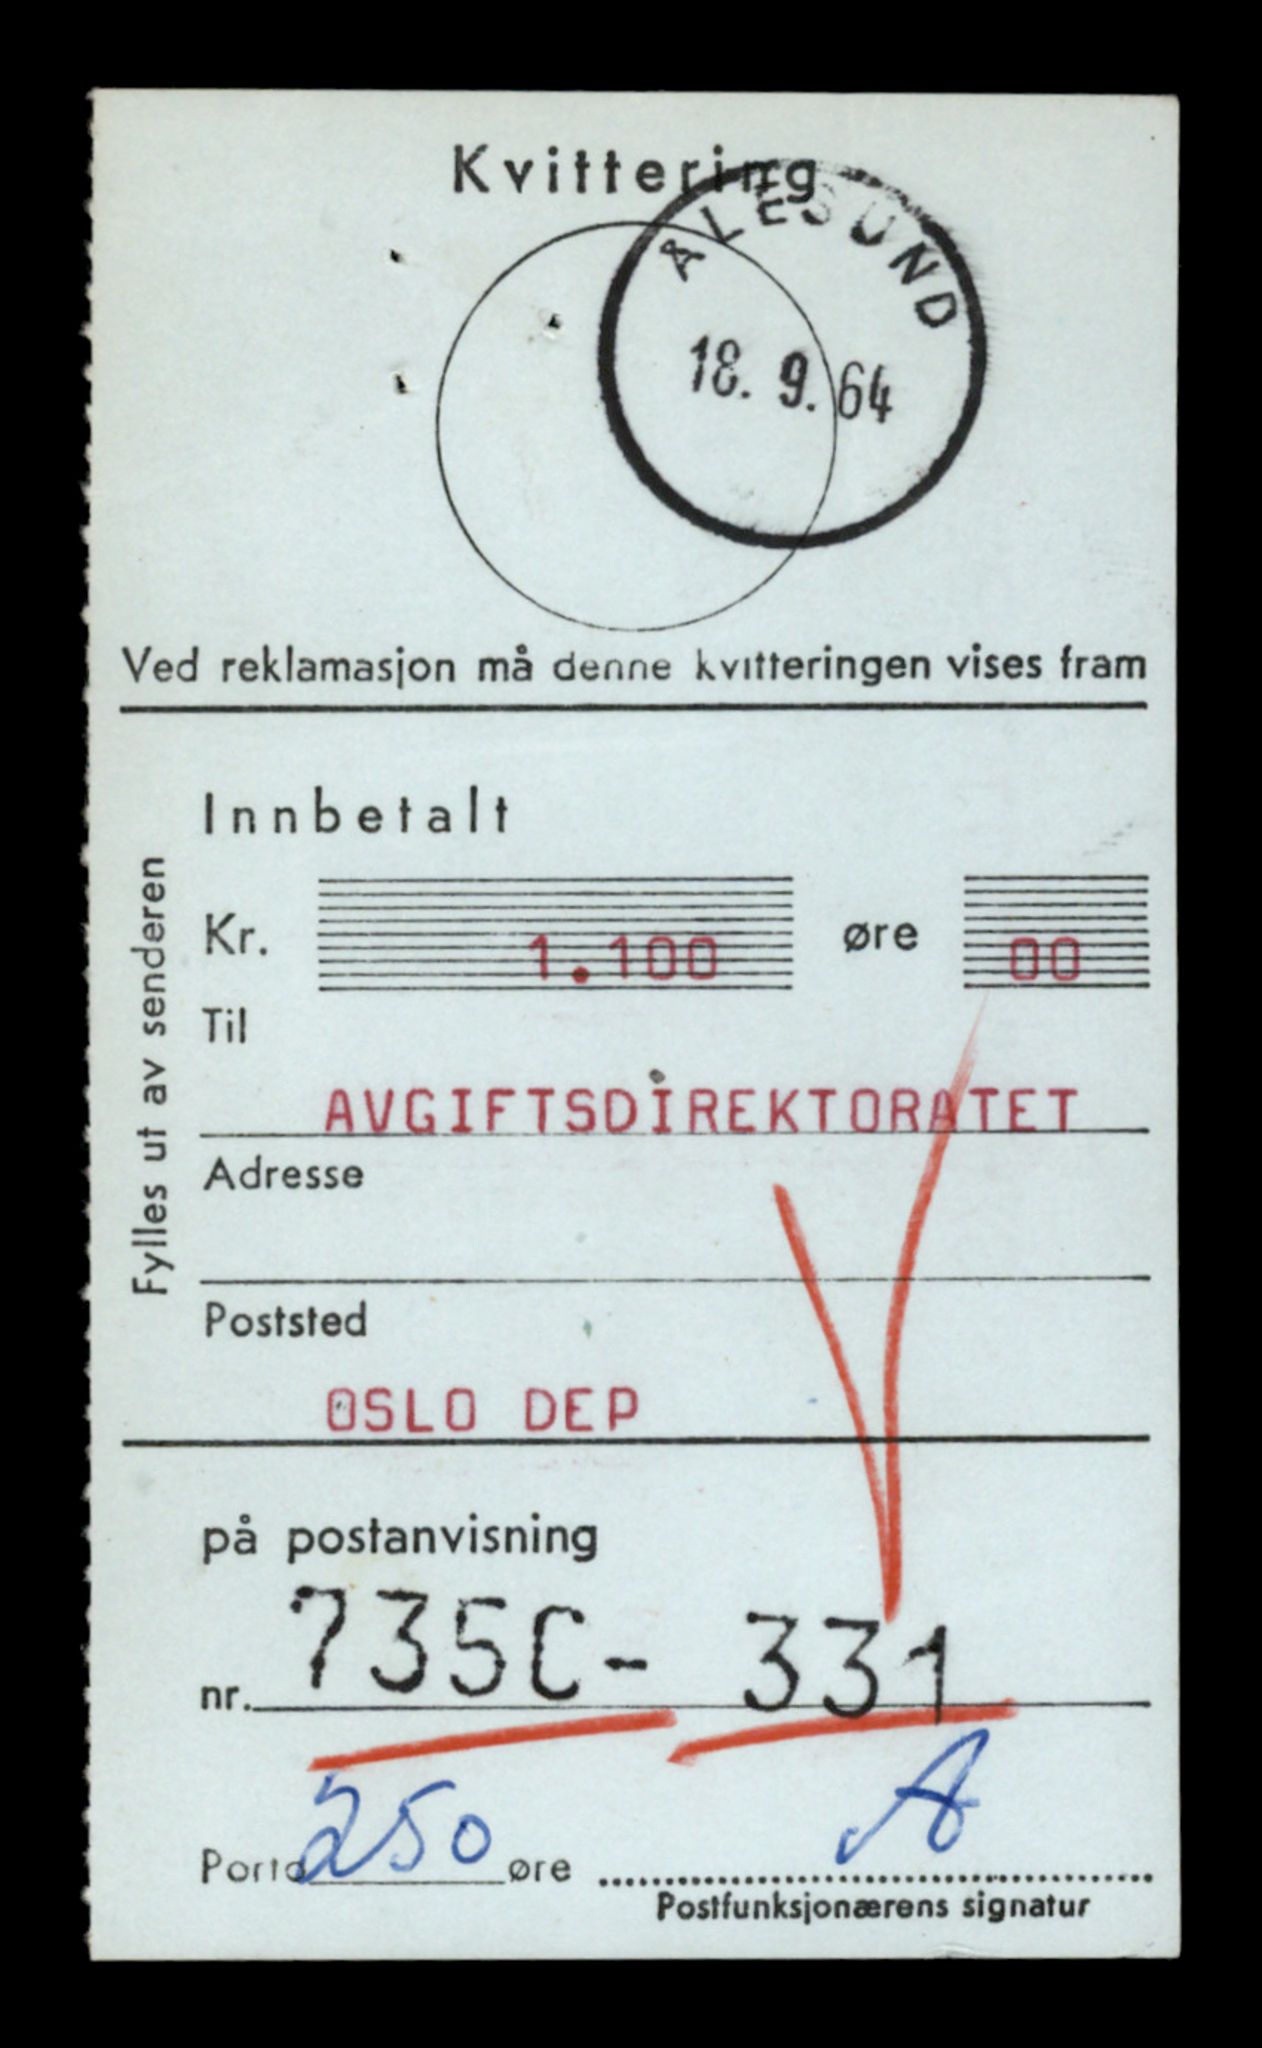 Kvittering
ÅLESUND
18. 9. 64
Ved reklamasjon må denne kvitteringen vises fram
Fylles ut av senderen
Innbetalt
Kr. 1.100 øre 00
Til
AVGIFTSDIREKTORATET
Adresse
Poststed
OSLO DEP
på postanvisning
nr. 735C- 331
Porto 250 øre A
Postfunksjonærens signatur